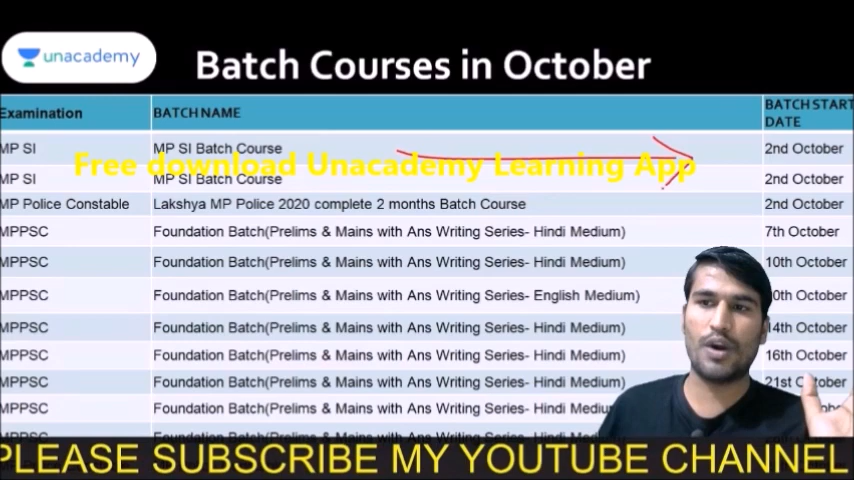 unacademy
Batch Courses in October
Examination BATCH NAME BATCH START DATE
MP SI MP SI Batch Course 2nd October
Free download Unacademy Learning App
MP SI MP SI Batch Course 2nd October
MP Police Constable Lakshya MP Police 2020 complete 2 months Batch Course 2nd October
MPPSC Foundation Batch(Prelims & Mains with Ans Writing Series- Hindi Medium) 7th October
MPPSC Foundation Batch(Prelims & Mains with Ans Writing Series- Hindi Medium) 10th October
MPPSC Foundation Batch(Prelims & Mains with Ans Writing Series- English Medium) October
MPPSC Foundation Batch(Prelims & Mains with Ans Writing Series- Hindi Medium) 14th October
MPPSC Foundation Batch(Prelims & Mains with Ans Writing Series- Hindi Medium) 16th October
MPPSC Foundation Batch(Prelims & Mains with Ans Writing Series- Hindi Medium) 21st October
MPPSC Foundation Batch(Prelims & Mains with Ans Writing Series- Hindi
PLEASE SUBSCRIBE MY YOUTUBE CHANNEL